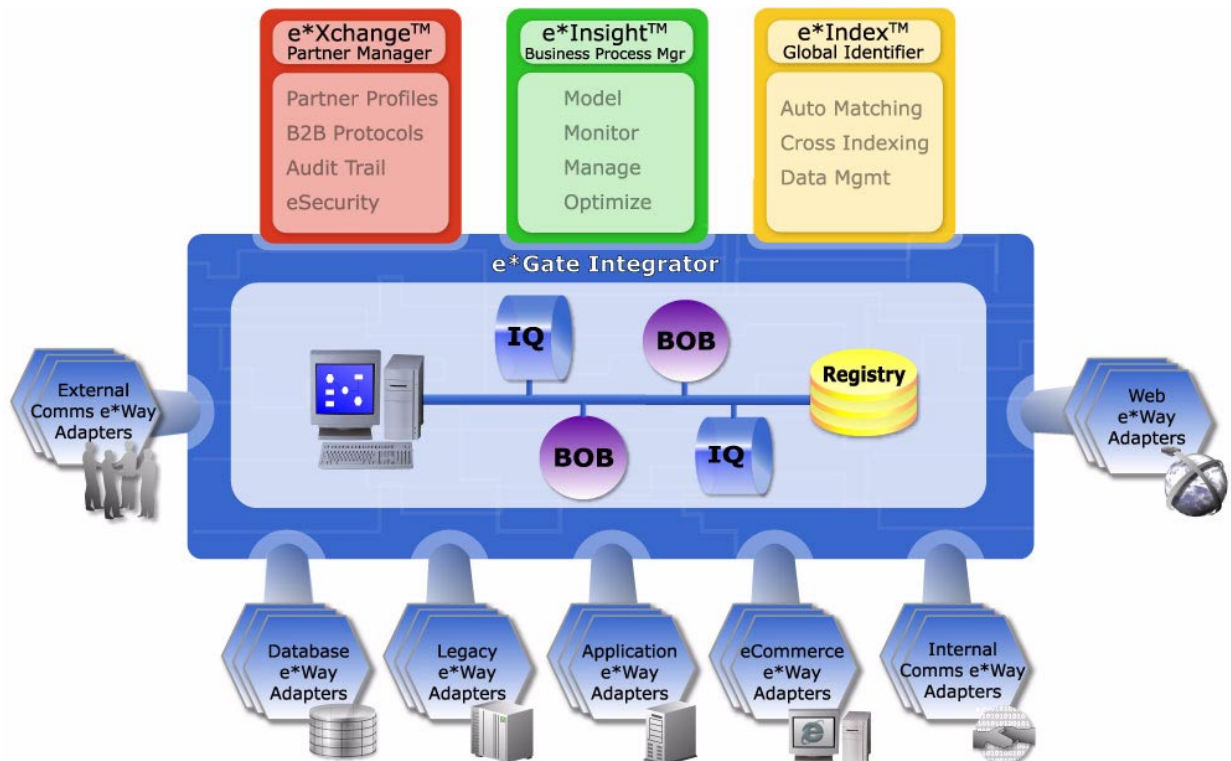 e*Xchange™
Partner Manager
Partner Profiles
B2B Protocols
Audit Trail
eSecurity
e*Insight™
Business Process Mgr
Model
Monitor
Manage
Optimize
e*Index™
Global Identifier
Auto Matching
Cross Indexing
Data Mgmt
e*Gate Integrator
IQ
BOB
Registry
BOB
IQ
External
Comms e*Way
Adapters
Web
e*Way
Adapters
Database
e*Way
Adapters
Legacy
e*Way
Adapters
Application
e*Way
Adapters
eCommerce
e*Way
Adapters
Internal
Comms e*Way
Adapters